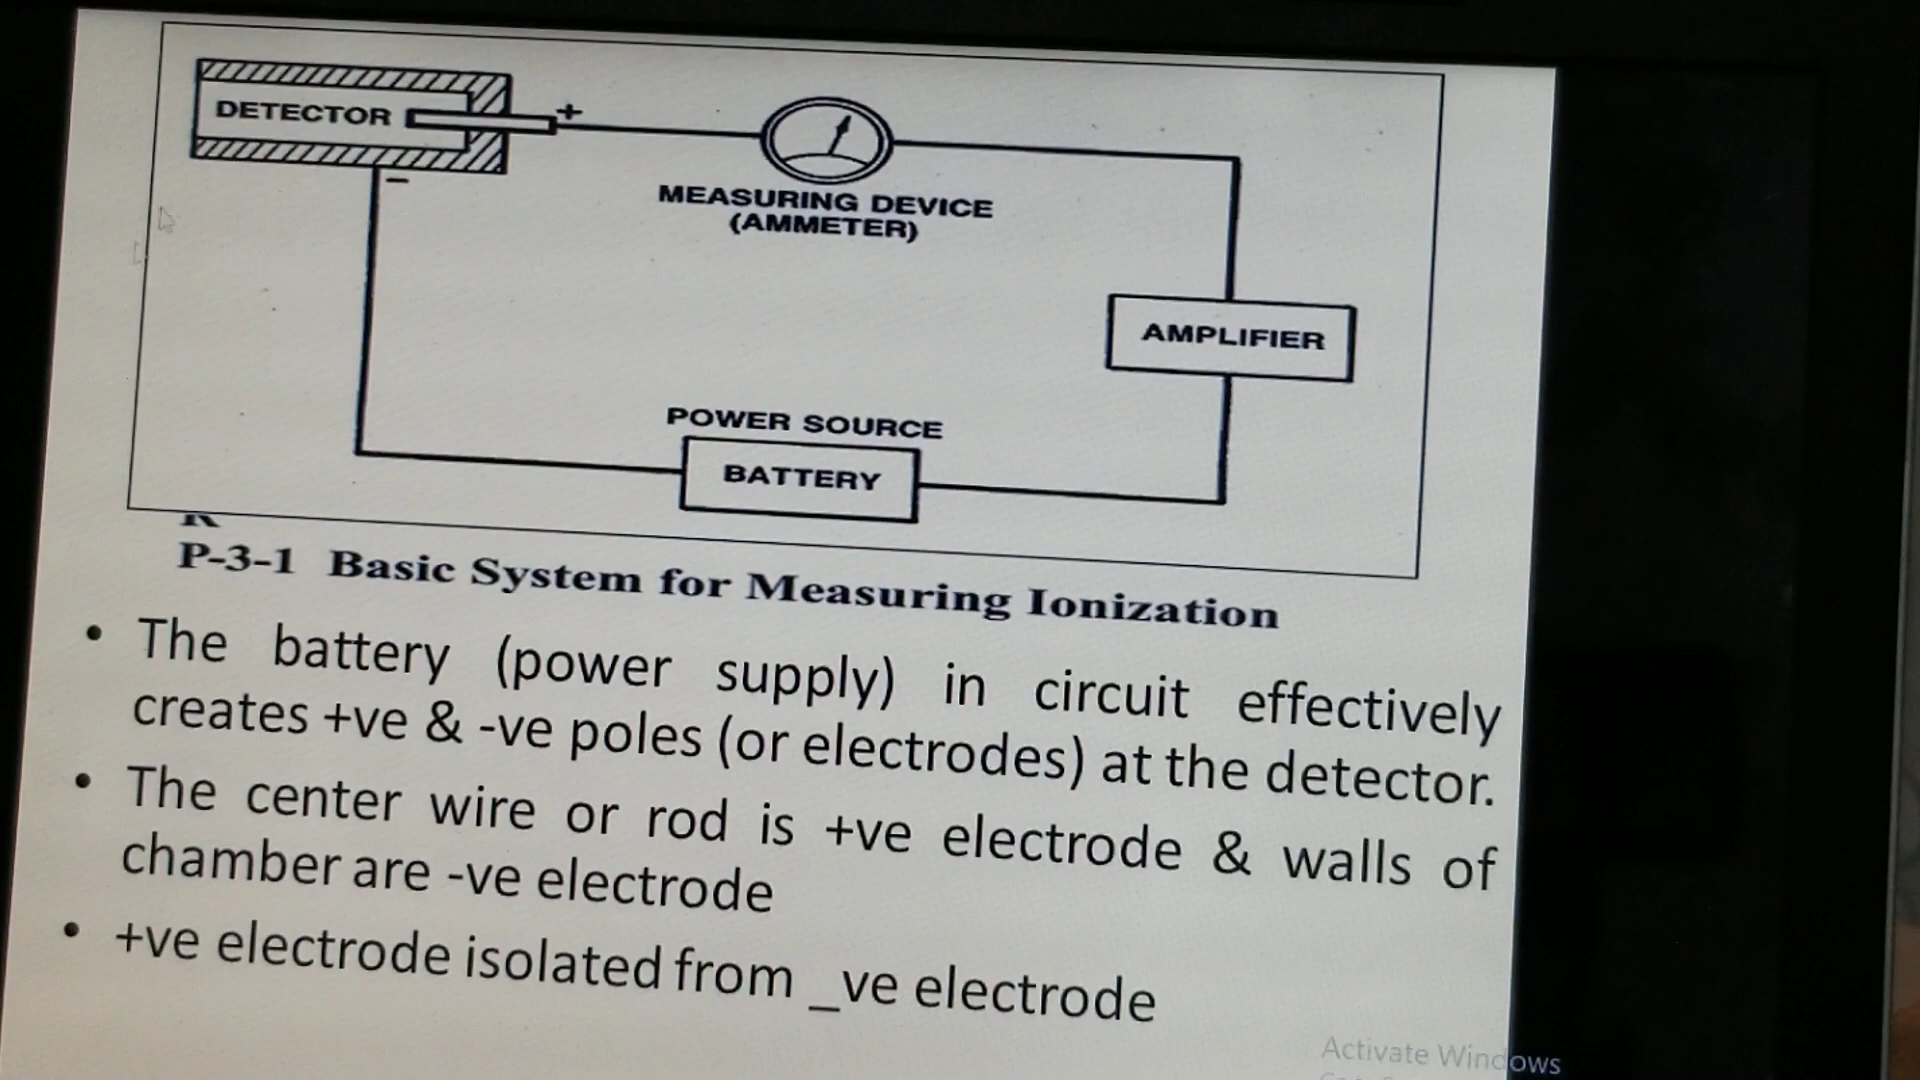 DETECTOR
+
−
MEASURING DEVICE
(AMMETER)
AMPLIFIER
POWER SOURCE
BATTERY
P-3-1 Basic System for Measuring Ionization
• The battery (power supply) in circuit effectively
creates +ve & -ve poles (or electrodes) at the detector.
• The center wire or rod is +ve electrode & walls of
chamber are -ve electrode
• +ve electrode isolated from _ve electrode
Activate Windows